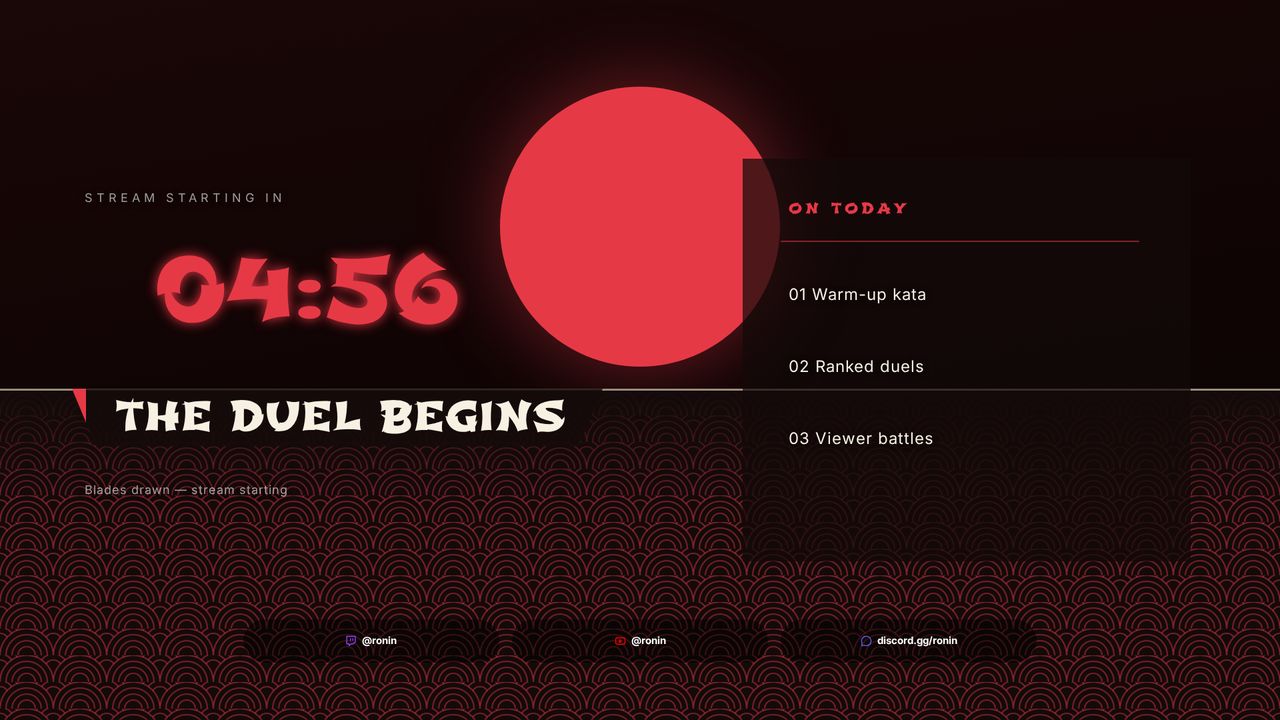 STREAM STARTING IN
04:56
THE DUEL BEGINS
Blades drawn — stream starting
ON TODAY
01 Warm-up kata
02 Ranked duels
03 Viewer battles
@ronin
@ronin
discord.gg/ronin